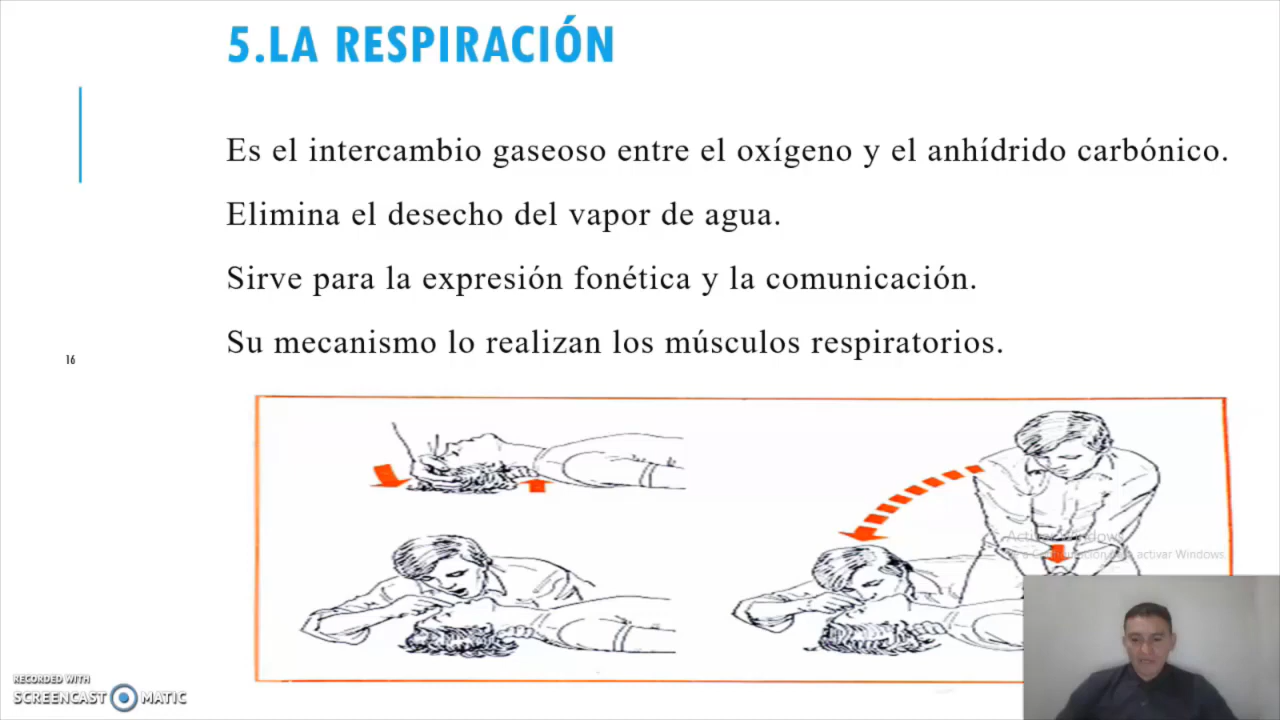 5.LA RESPIRACIÓN
Es el intercambio gaseoso entre el oxígeno y el anhídrido carbónico.
Elimina el desecho del vapor de agua.
Sirve para la expresión fonética y la comunicación.
Su mecanismo lo realizan los músculos respiratorios.
16
activar Windows.
RECORDED WITH
SCREENCAST MATIC